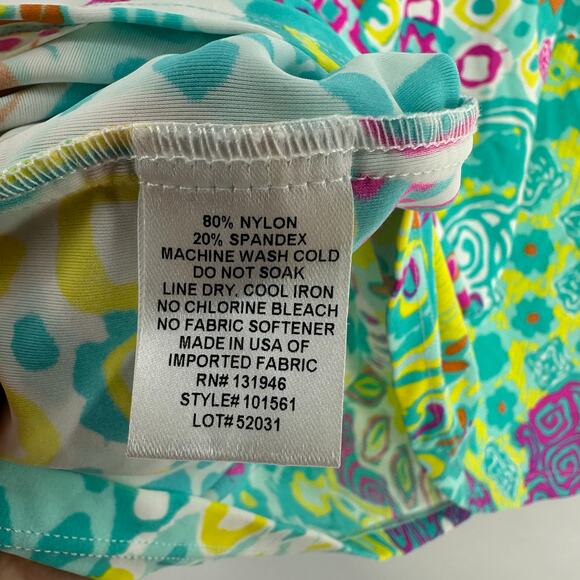 80% NYLON
20% SPANDEX
MACHINE WASH COLD
DO NOT SOAK
LINE DRY, COOL IRON
NO CHLORINE BLEACH
NO FABRIC SOFTENER
MADE IN USA OF
IMPORTED FABRIC
RN# 131946
STYLE# 101561
LOT# 52031